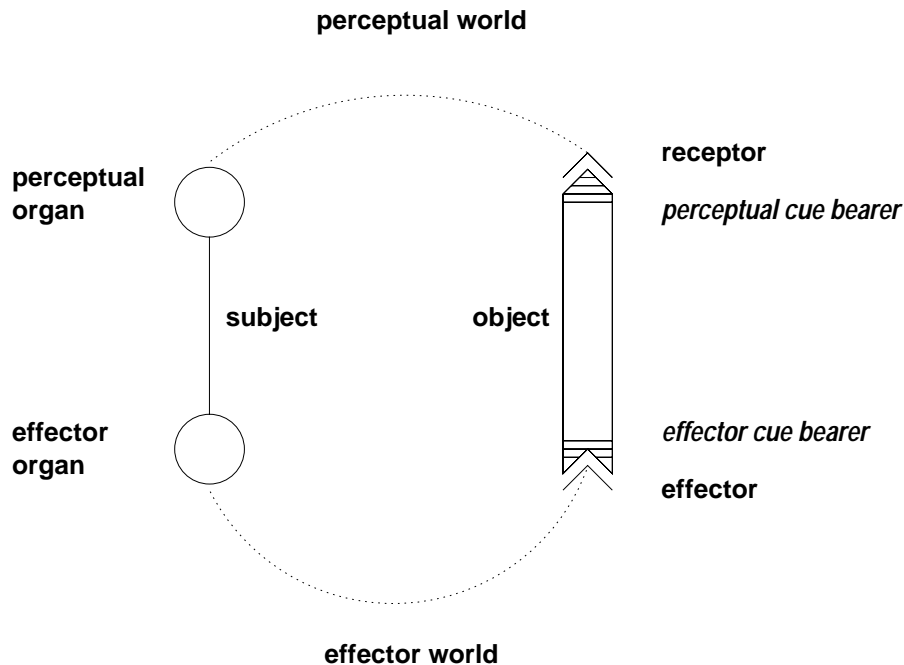 perceptual world
receptor
perceptual
organ
perceptual cue bearer
subject
object
effector
organ
effector cue bearer
effector
effector world